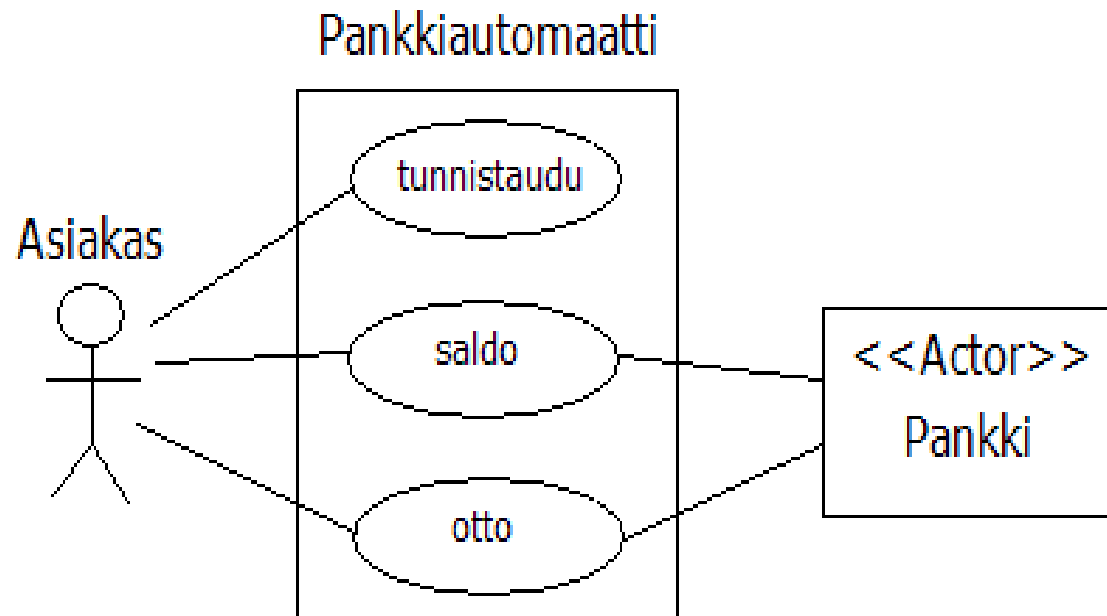 Pankkiautomaatti
tunnistaudu
Asiakas
saldo
<<Actor>>
Pankki
otto